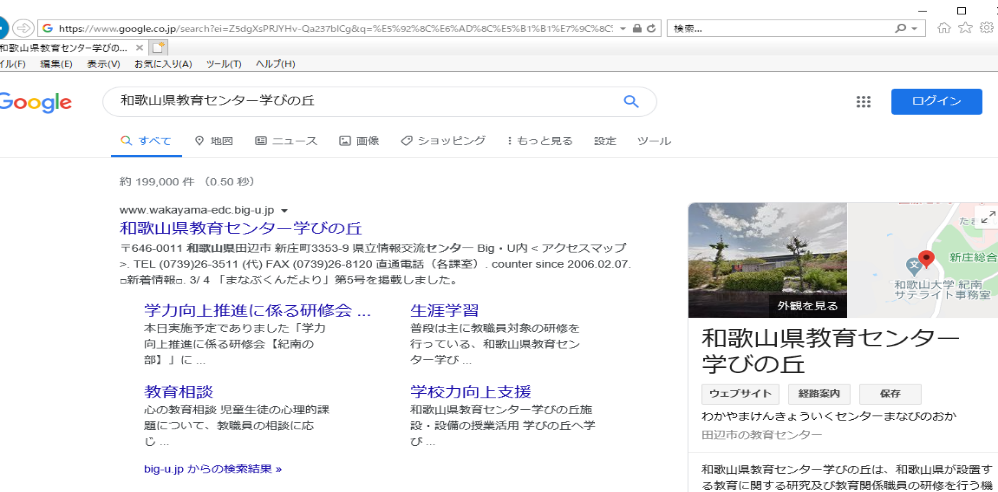 https://www.google.co.jp/search?ei=Z5dgXsPRJYHv-Qa237bICg&q=%E5%92%8C%E6%AD%8C%E5%B1%B1%E7%9C%8C
検索...
和歌山県教育センター学びの...
イル(F) 編集(E) 表示(V) お気に入り(A) ツール(T) ヘルプ(H)
Google
和歌山県教育センター学びの丘
ログイン
すべて 地図 ニュース 画像 ショッピング もっと見る 設定 ツール
約 199,000 件 （0.50 秒）
www.wakayama-edc.big-u.jp
和歌山県教育センター学びの丘
〒646-0011 和歌山県田辺市 新庄町3353-9 県立情報交流センター Big・U内 < アクセスマップ
>. TEL (0739)26-3511 (代) FAX (0739)26-8120 直通電話（各課室）. counter since 2006.02.07.
□新着情報□. 3/ 4 「まなぶくんだより」第5号を掲載しました。
学力向上推進に係る研修会 ...
本日実施予定でありました「学力
向上推進に係る研修会【紀南の
部】」に ...
生涯学習
普段は主に教職員対象の研修を
行っている、和歌山県教育セン
ター学び ...
教育相談
心の教育相談 児童生徒の心理的課
題について、教職員の相談に応
じ ...
学校力向上支援
和歌山県教育センター学びの丘施
設・設備の授業活用 学びの丘へ学
び ...
big-u.jp からの検索結果 »
外観を見る
新庄総合
和歌山大学 紀南
サテライト事務室
和歌山県教育センター
学びの丘
ウェブサイト 経路案内 保存
わかやまけんきょういくセンターまなびのおか
田辺市の教育センター
和歌山県教育センター学びの丘は、和歌山県が設置す
る教育に関する研究及び教育関係職員の研修を行う機